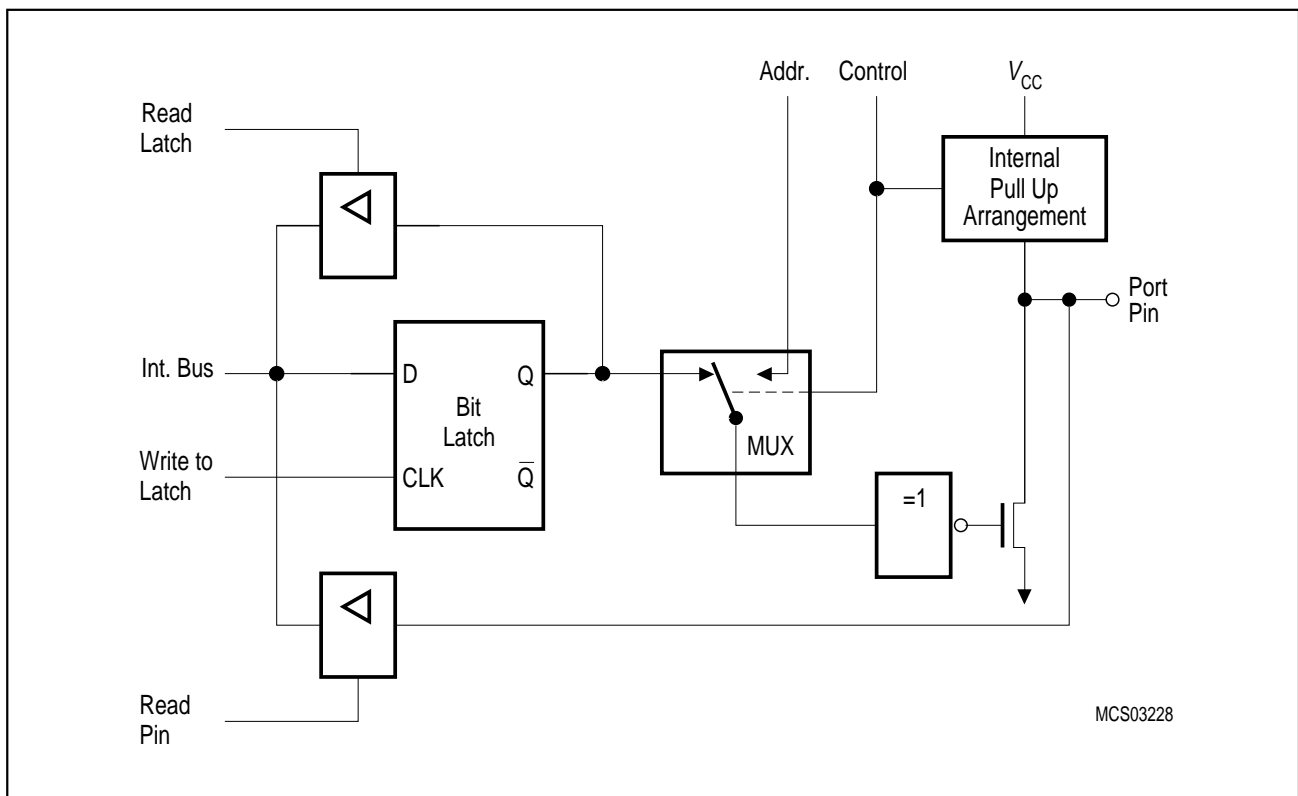 Addr.
Control
VCC
Read
Latch
Internal
Pull Up
Arrangement
Port
Pin
Int. Bus
D
Q
Bit
Latch
MUX
Write to
Latch
CLK
Q̅
=1
Read
Pin
MCS03228